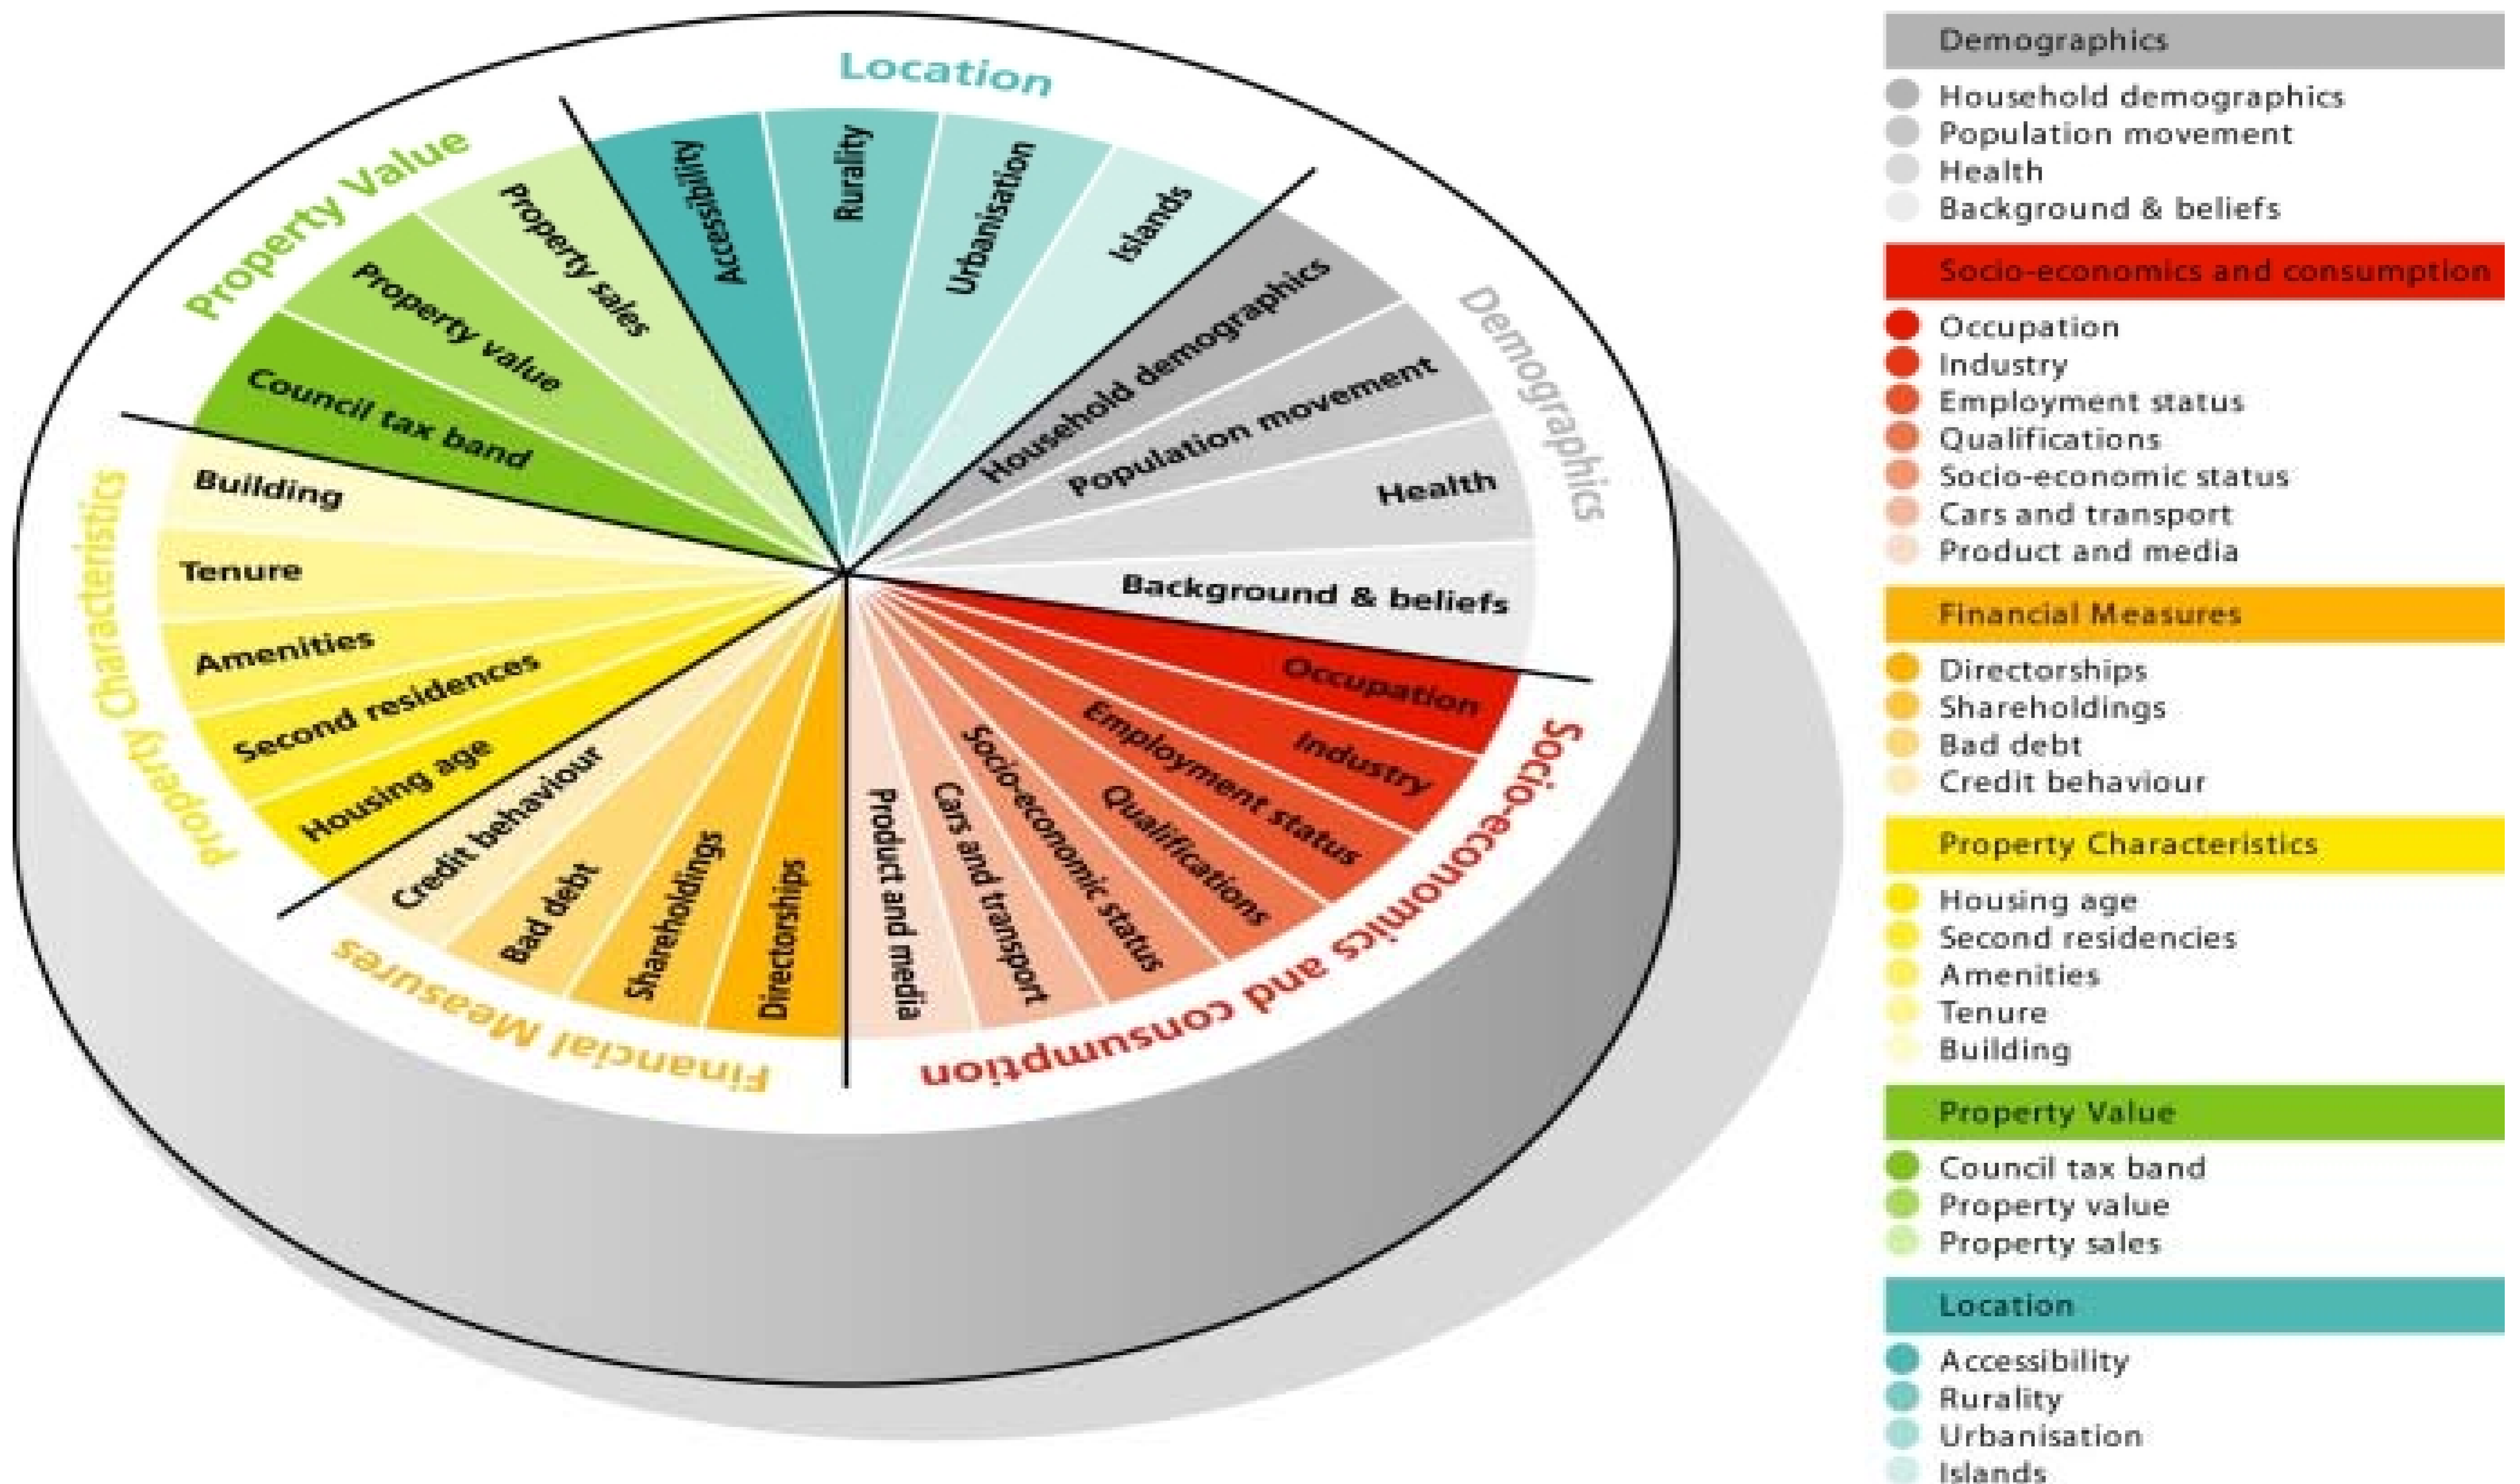 Location
Accessibility
Rurality
Urbanisation
Islands
Demographics
Household demographics
Population movement
Health
Background & beliefs
Socio-economics and consumption
Occupation
Industry
Employment status
Qualifications
Socio-economic status
Cars and transport
Product and media
Financial Measures
Directorships
Shareholdings
Bad debt
Credit behaviour
Property Characteristics
Housing age
Second residences
Amenities
Tenure
Building
Property Value
Council tax band
Property value
Property sales
Demographics
Household demographics
Population movement
Health
Background & beliefs
Socio-economics and consumption
Occupation
Industry
Employment status
Qualifications
Socio-economic status
Cars and transport
Product and media
Financial Measures
Directorships
Shareholdings
Bad debt
Credit behaviour
Property Characteristics
Housing age
Second residencies
Amenities
Tenure
Building
Property Value
Council tax band
Property value
Property sales
Location
Accessibility
Rurality
Urbanisation
Islands